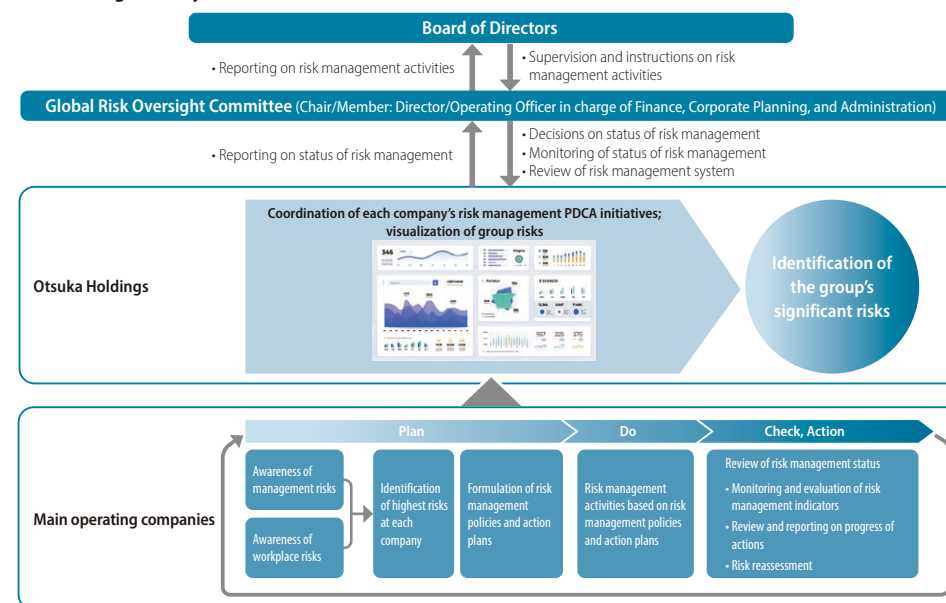 Board of Directors
• Reporting on risk management activities
• Supervision and instructions on risk
management activities
Global Risk Oversight Committee (Chair/Member: Director/Operating Officer in charge of Finance, Corporate Planning, and Administration)
• Reporting on status of risk management
• Decisions on status of risk management
• Monitoring of status of risk management
• Review of risk management system
Otsuka Holdings
Coordination of each company's risk management PDCA initiatives;
visualization of group risks
346
557 225 570
Identification of
the group's
significant risks
Main operating companies
Plan
Do
Check, Action
Awareness of
management risks
Awareness of
workplace risks
Identification
of highest risks
at each
company
Formulation of risk
management
policies and action
plans
Risk management
activities based on risk
management policies
and action plans
Review of risk management status
• Monitoring and evaluation of risk
management indicators
• Review and reporting on progress of
actions
• Risk reassessment